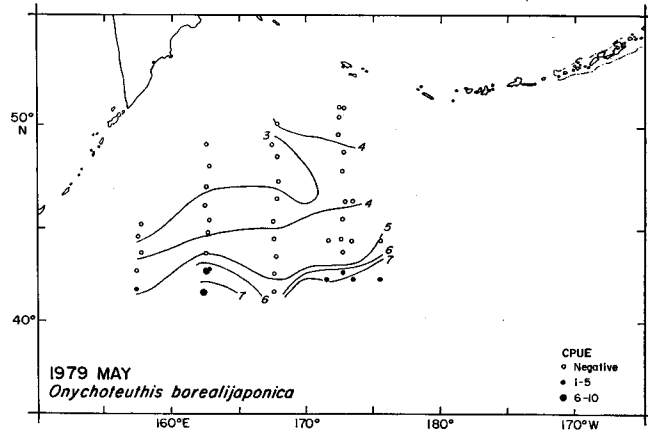 50°
N
3
4
4
5
6
7
7
6
40°
1979 MAY
Onychoteuthis borealijaponica
CPUE
Negative
1-5
6-10
160°E
170°
180°
170°W